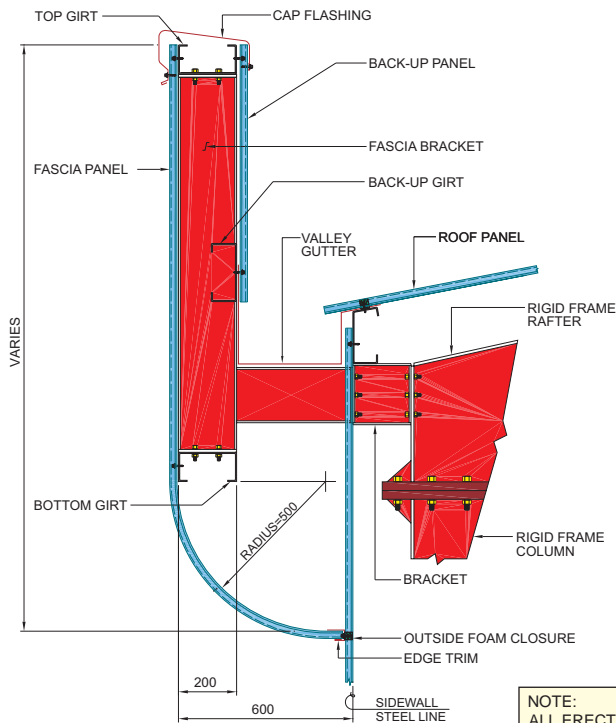 TOP GIRT
CAP FLASHING
BACK-UP PANEL
FASCIA BRACKET
FASCIA PANEL
BACK-UP GIRT
VALLEY
GUTTER
ROOF PANEL
RIGID FRAME
RAFTER
VARIES
BOTTOM GIRT
RADIUS=500
RIGID FRAME
COLUMN
BRACKET
OUTSIDE FOAM CLOSURE
EDGE TRIM
200
600
SIDEWALL
STEEL LINE
NOTE:
ALL ERECT